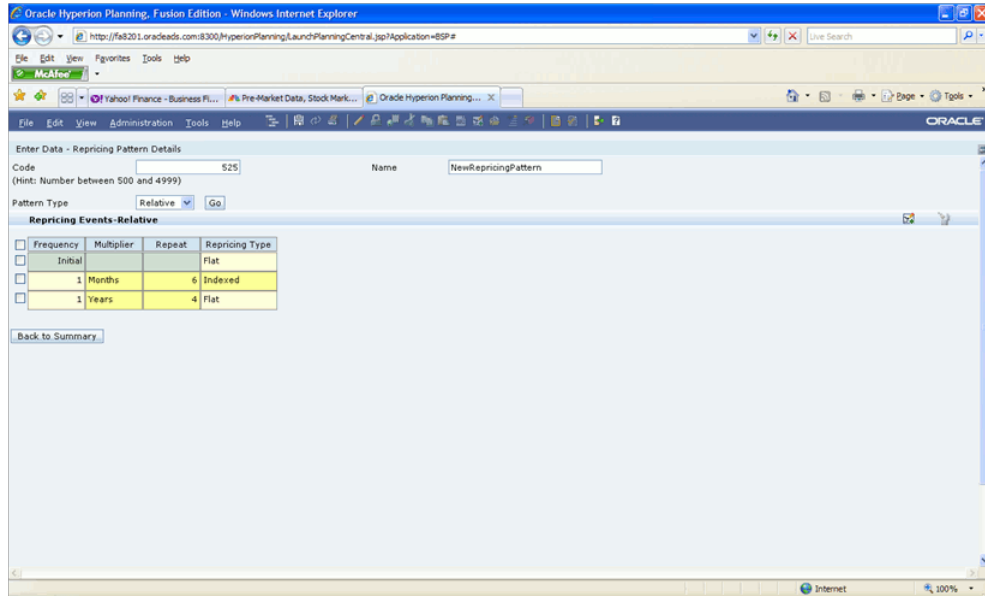 Oracle Hyperion Planning, Fusion Edition - Windows Internet Explorer
http://fa8201.oracleads.com:8300/HyperionPlanning/LaunchPlanningCentral.jsp?Application=BSP# Live Search
File Edit View Favorites Tools Help
McAfee
Yahoo! Finance - Business Fi... Pre-Market Data, Stock Mark... Oracle Hyperion Planning... X Page Tools
File Edit View Administration Tools Help ORACLE
Enter Data - Repricing Pattern Details
Code 525 Name NewRepricingPattern
(Hint: Number between 500 and 4999)
Pattern Type Relative Go
Repricing Events-Relative
Frequency Multiplier Repeat Repricing Type
Initial Flat
1 Months 6 Indexed
1 Years 4 Flat
Back to Summary
Internet 100%